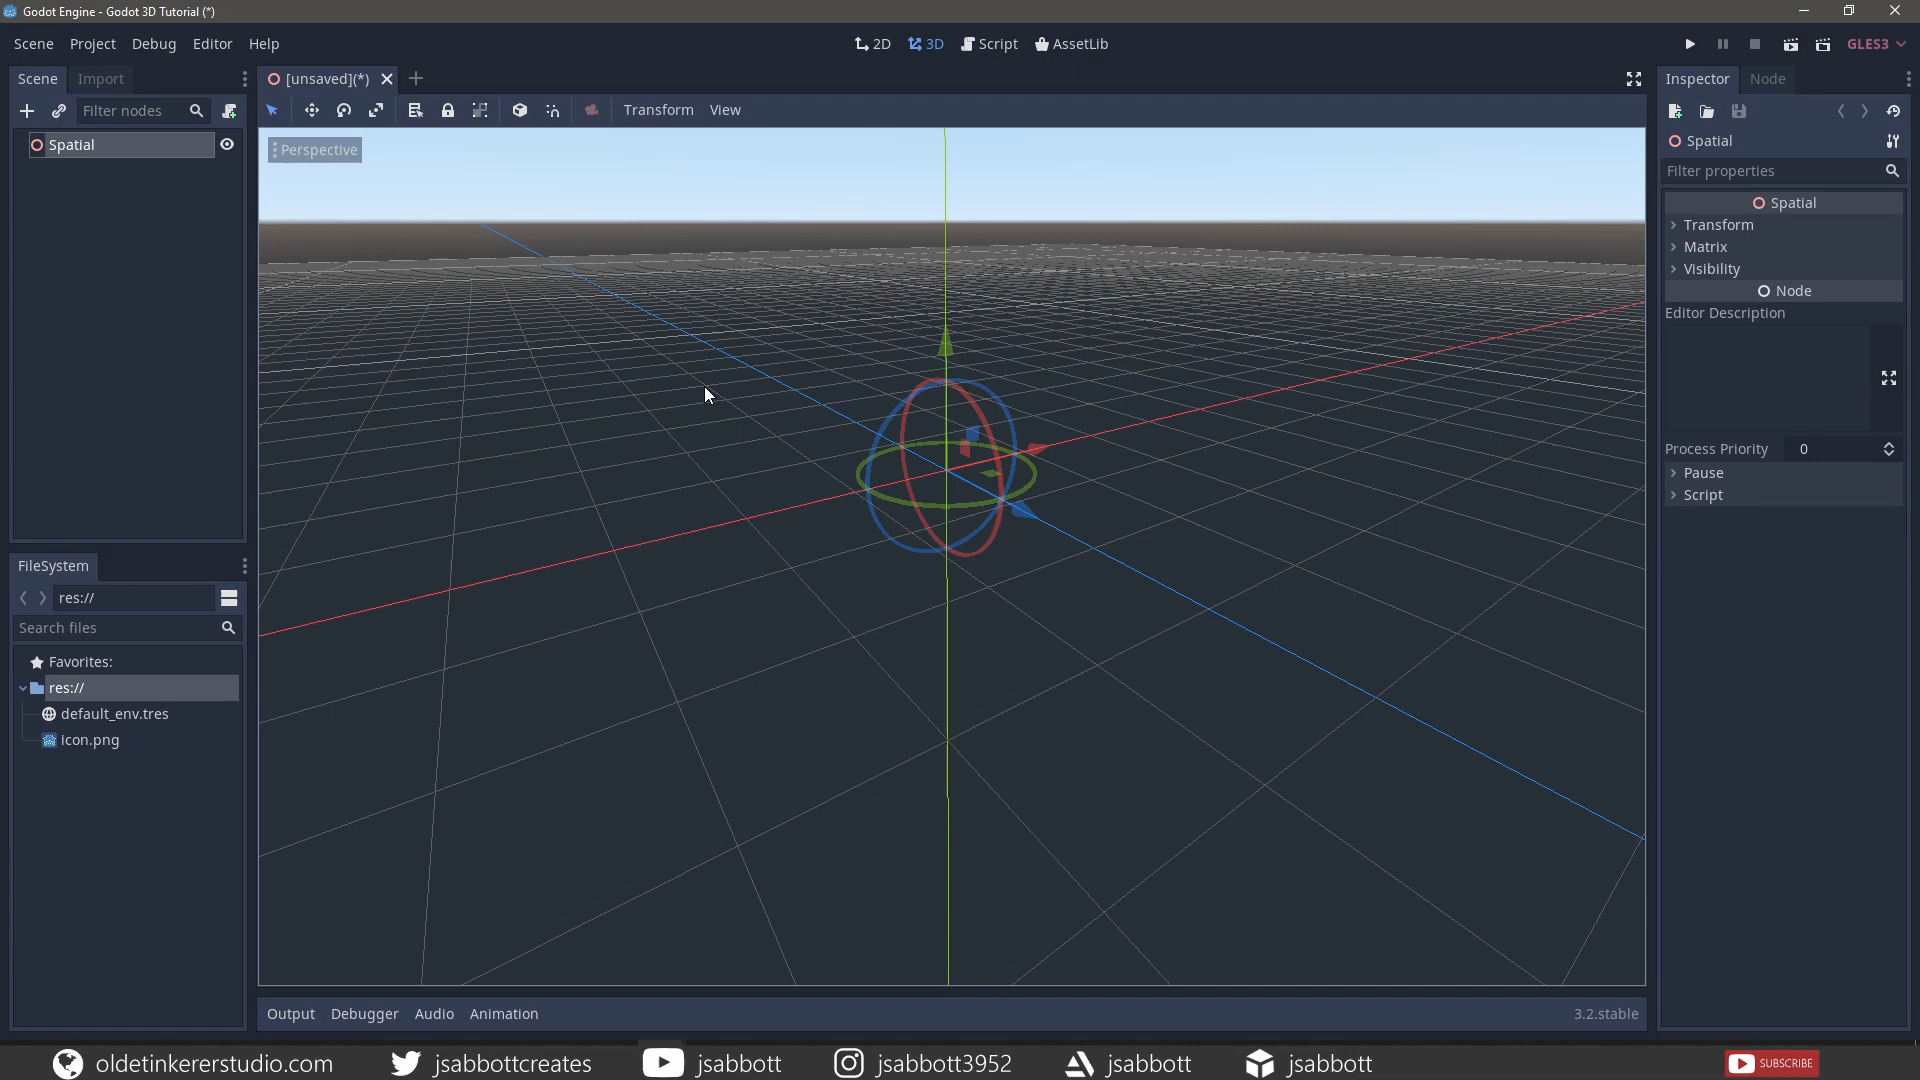 Godot Engine - Godot 3D Tutorial (*)
Scene Project Debug Editor Help
2D 3D Script AssetLib
GLES3
Scene Import
[unsaved](*)
Inspector Node
Filter nodes
Transform View
Spatial
Perspective
Spatial
Filter properties
Spatial
Transform
Matrix
Visibility
Node
Editor Description
Process Priority 0
Pause
Script
FileSystem
res://
Search files
Favorites:
res://
default_env.tres
icon.png
Output Debugger Audio Animation
3.2.stable
oldetinkererstudio.com jsabbottcreates jsabbott jsabbott3952 jsabbott jsabbott SUBSCRIBE